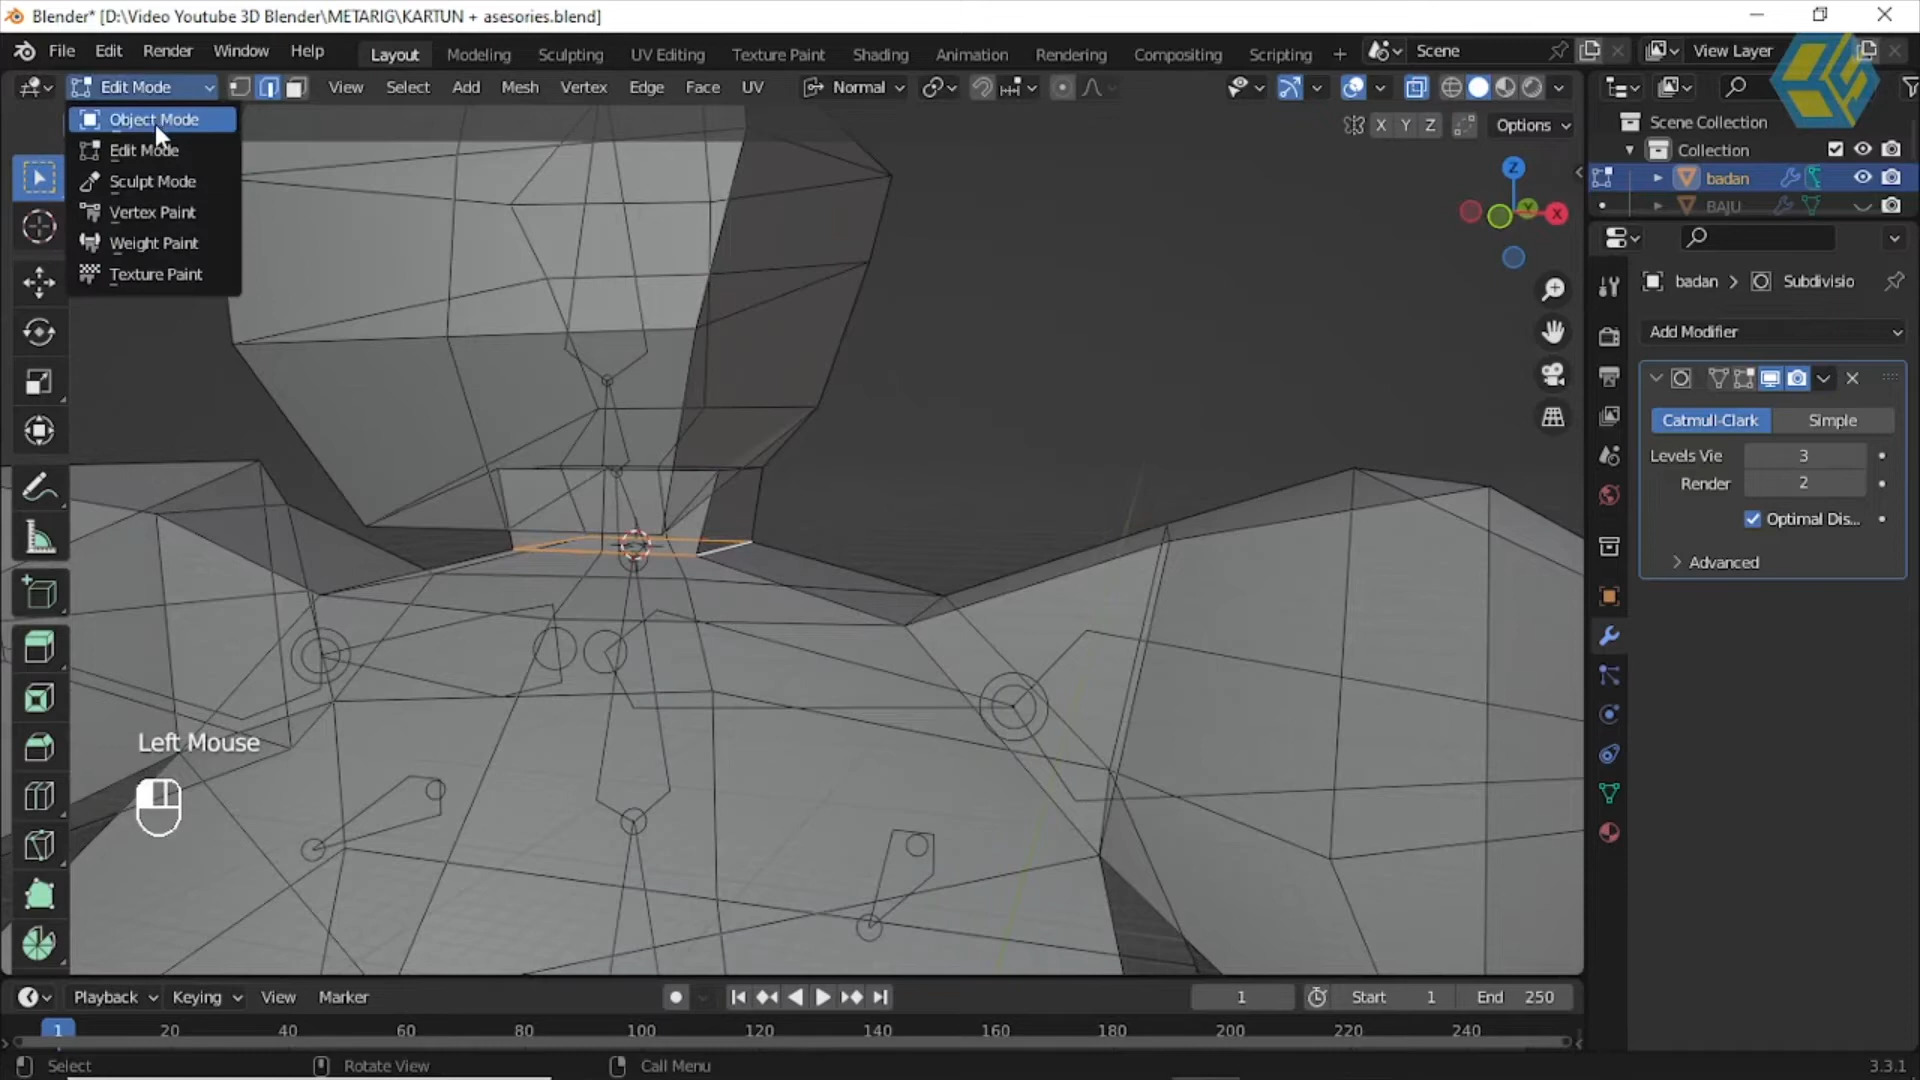 Blender* [D:\Video Youtube 3D Blender\METARIG\KARTUN + asesories.blend]
File Edit Render Window Help Layout Modeling Sculpting UV Editing Texture Paint Shading Animation Rendering Compositing Scripting + Scene View Layer
Edit Mode View Select Add Mesh Vertex Edge Face UV Normal
Object Mode
Edit Mode
Sculpt Mode
Vertex Paint
Weight Paint
Texture Paint
X Y Z Options
Z
Y
X
Scene Collection
Collection
badan
BAJU
badan > Subdivisio
Add Modifier
Catmull-Clark Simple
Levels Vie 3
Render 2
Optimal Dis...
Advanced
Left Mouse
Playback Keying View Marker 1 Start 1 End 250
1 20 40 60 80 100 120 140 160 180 200 220 240
Select Rotate View Call Menu 3.3.1